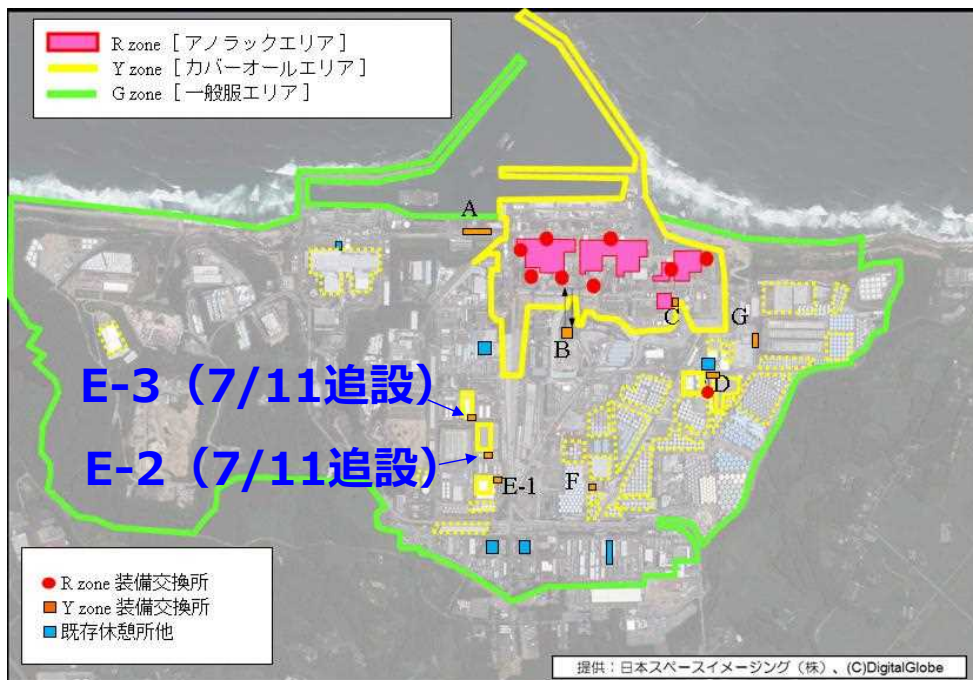 R zone [アノラックエリア]
Y zone [カバーオールエリア]
G zone [一般服エリア]
A
C
G
B
D
E-3（7/11追設）
E-2（7/11追設）
E-1
F
R zone 装備交換所
Y zone 装備交換所
既存休憩所他
提供：日本スペースイメージング（株）、(C)DigitalGlobe